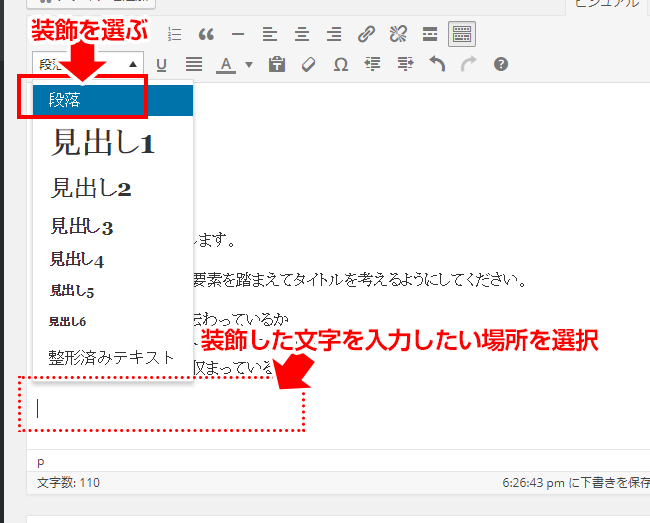 ビジュアル
装飾を選ぶ
段落
見出し1
見出し2
見出し3
見出し4
見出し5
見出し6
整形済みテキスト
します。
要素を踏まえてタイトルを考えるようにしてください。
伝わっているか
装飾した文字を入力したい場所を選択
収まっている
p
文字数: 110
6:26:43 pm に下書きを保存